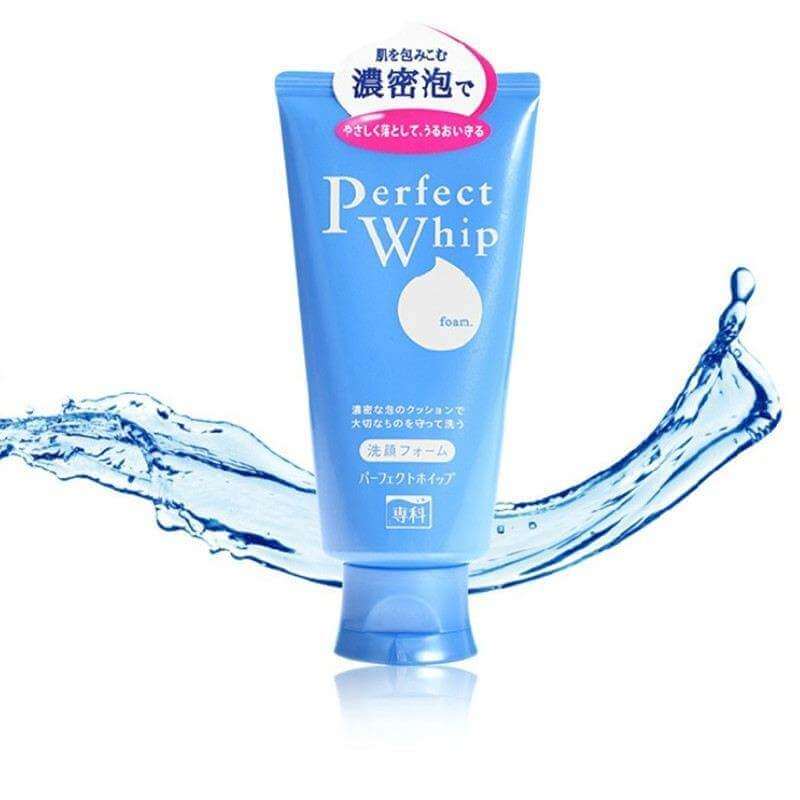 肌を包みこむ
濃密泡で
やさしく落として、うるおい守る
Perfect
Whip
foam.
濃密な泡のクッションで
大切なものを守って洗う
洗顔フォーム
パーフェクトホイップ
専科